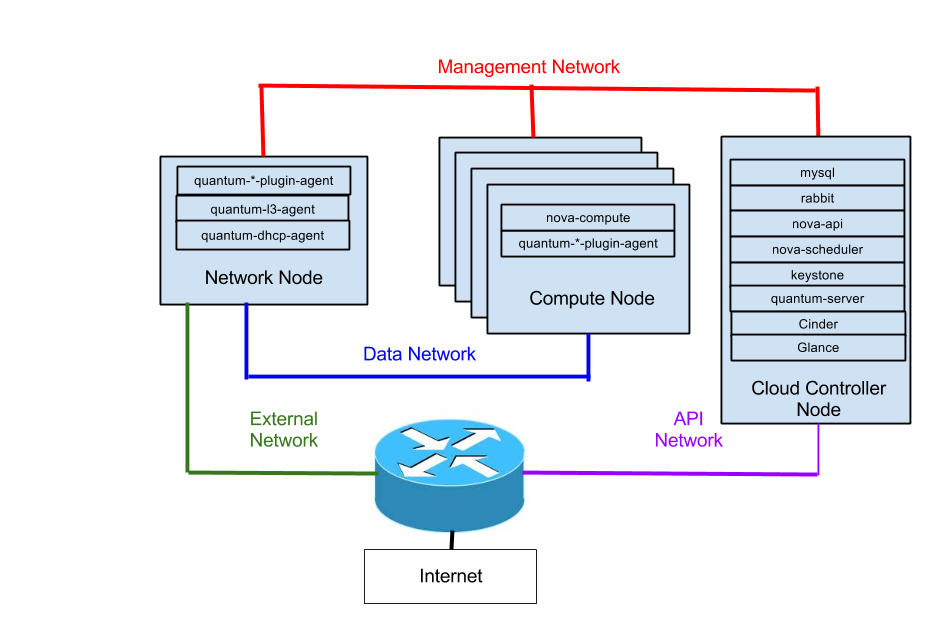 Management Network
quantum-*-plugin-agent
quantum-l3-agent
quantum-dhcp-agent
Network Node
nova-compute
quantum-*-plugin-agent
Compute Node
mysql
rabbit
nova-api
nova-scheduler
keystone
quantum-server
Cinder
Glance
Cloud Controller
Node
Data Network
External
Network
API
Network
Internet